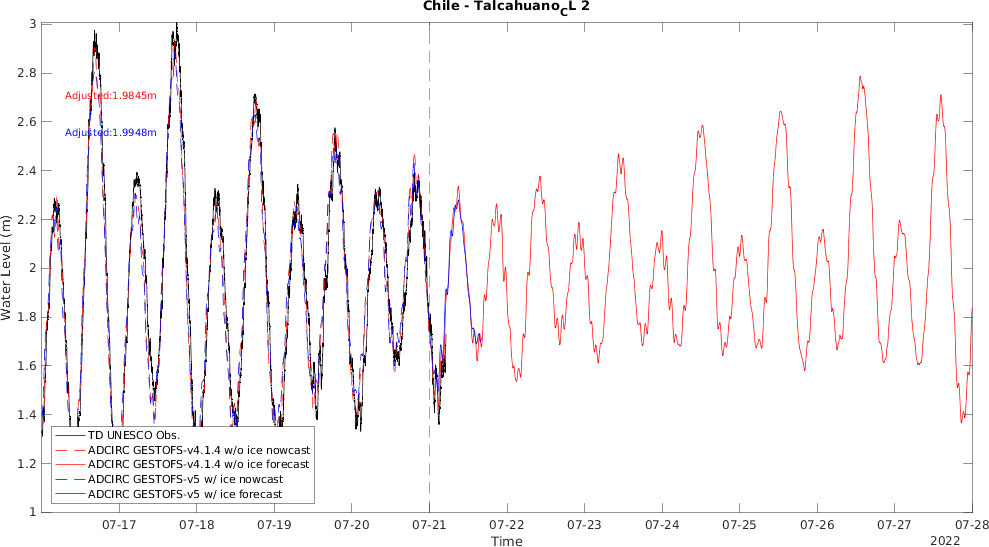 Chile - Talcahuano_CL 2
Water Level (m)
3
2.8
2.6
2.4
2.2
2
1.8
1.6
1.4
1.2
1
Adjusted:1.9845m
Adjusted:1.9948m
TD UNESCO Obs.
ADCIRC GESTOFS-v4.1.4 w/o ice nowcast
ADCIRC GESTOFS-v4.1.4 w/o ice forecast
ADCIRC GESTOFS-v5 w/ ice nowcast
ADCIRC GESTOFS-v5 w/ ice forecast
07-17 07-18 07-19 07-20 07-21 07-22 07-23 07-24 07-25 07-26 07-27 07-28
Time
2022